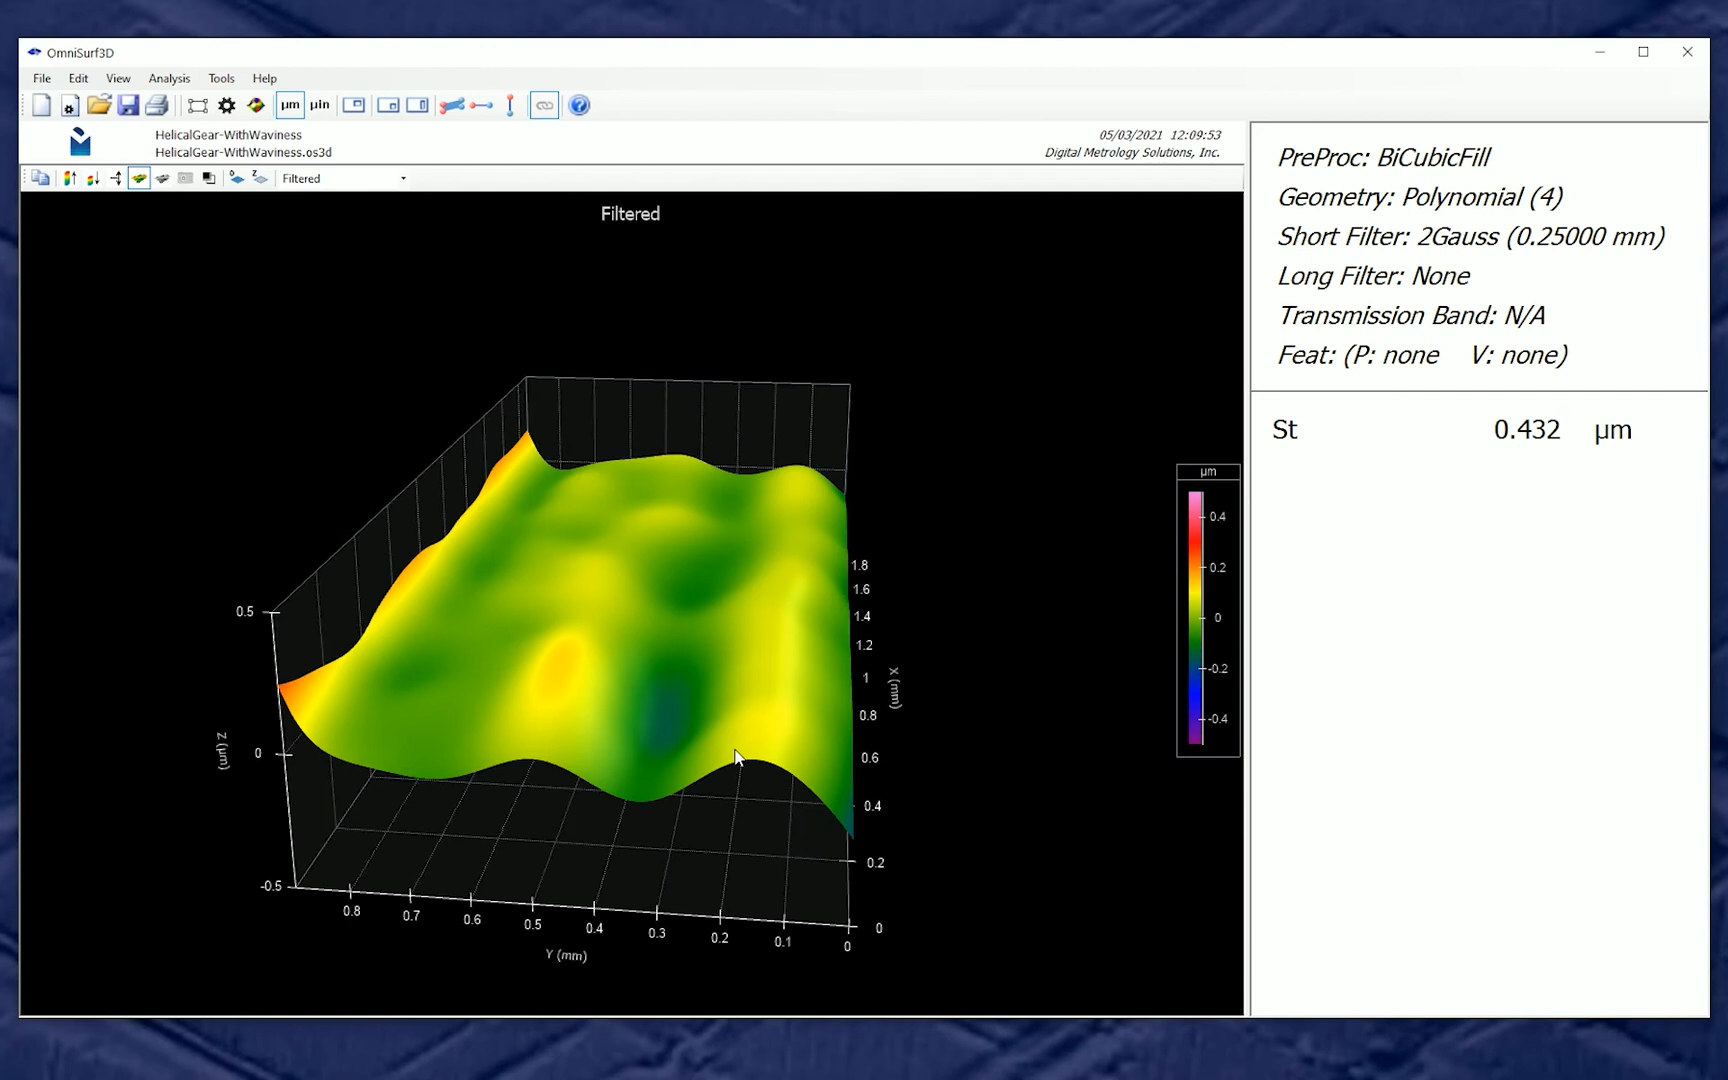 OmniSurf3D
File Edit View Analysis Tools Help
µm µin
HelicalGear-WithWaviness
HelicalGear-WithWaviness.os3d
05/03/2021 12:09:53
Digital Metrology Solutions, Inc.
Filtered
Filtered
PreProc: BiCubicFill
Geometry: Polynomial (4)
Short Filter: 2Gauss (0.25000 mm)
Long Filter: None
Transmission Band: N/A
Feat: (P: none V: none)
St 0.432 µm
µm
0.4
0.2
0
-0.2
-0.4
0.5
0
-0.5
Z (µm)
1.8
1.6
1.4
1.2
1
0.8
0.6
0.4
0.2
0
X (mm)
0.8 0.7 0.6 0.5 0.4 0.3 0.2 0.1 0
Y (mm)